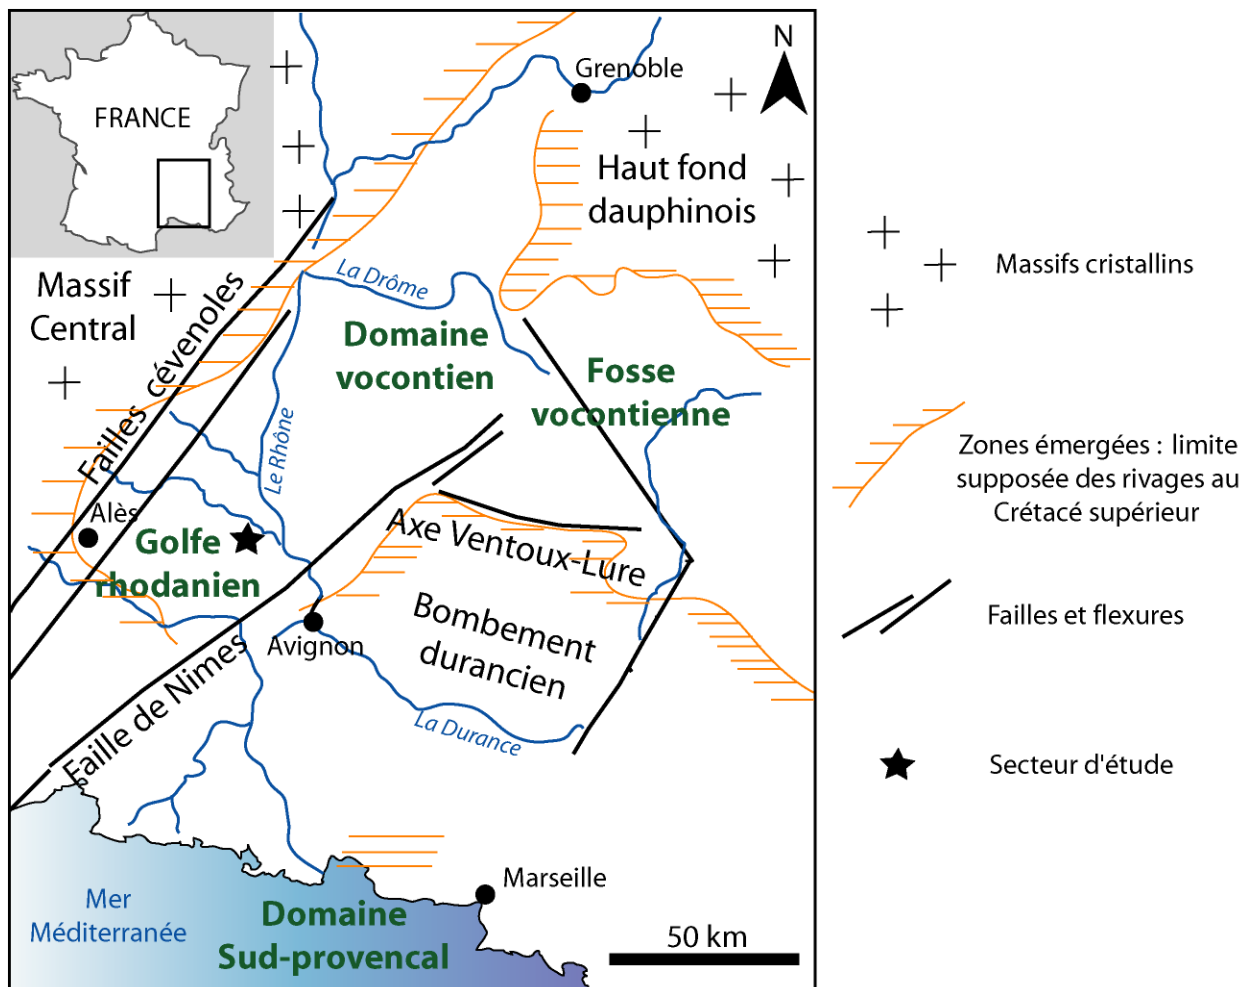 FRANCE
N
Grenoble
Haut fond
dauphinois
Massif
Central
Failles cévenoles
La Drôme
Domaine
vocontien
Fosse
vocontienne
Le Rhône
Alès
Golfe
rhodanien
Axe Ventoux-Lure
Bombement
durancien
Avignon
Faille de Nimes
La Durance
Marseille
Mer
Méditerranée
Domaine
Sud-provencal
50 km
Massifs cristallins
Zones émergées : limite
supposée des rivages au
Crétacé supérieur
Failles et flexures
Secteur d'étude